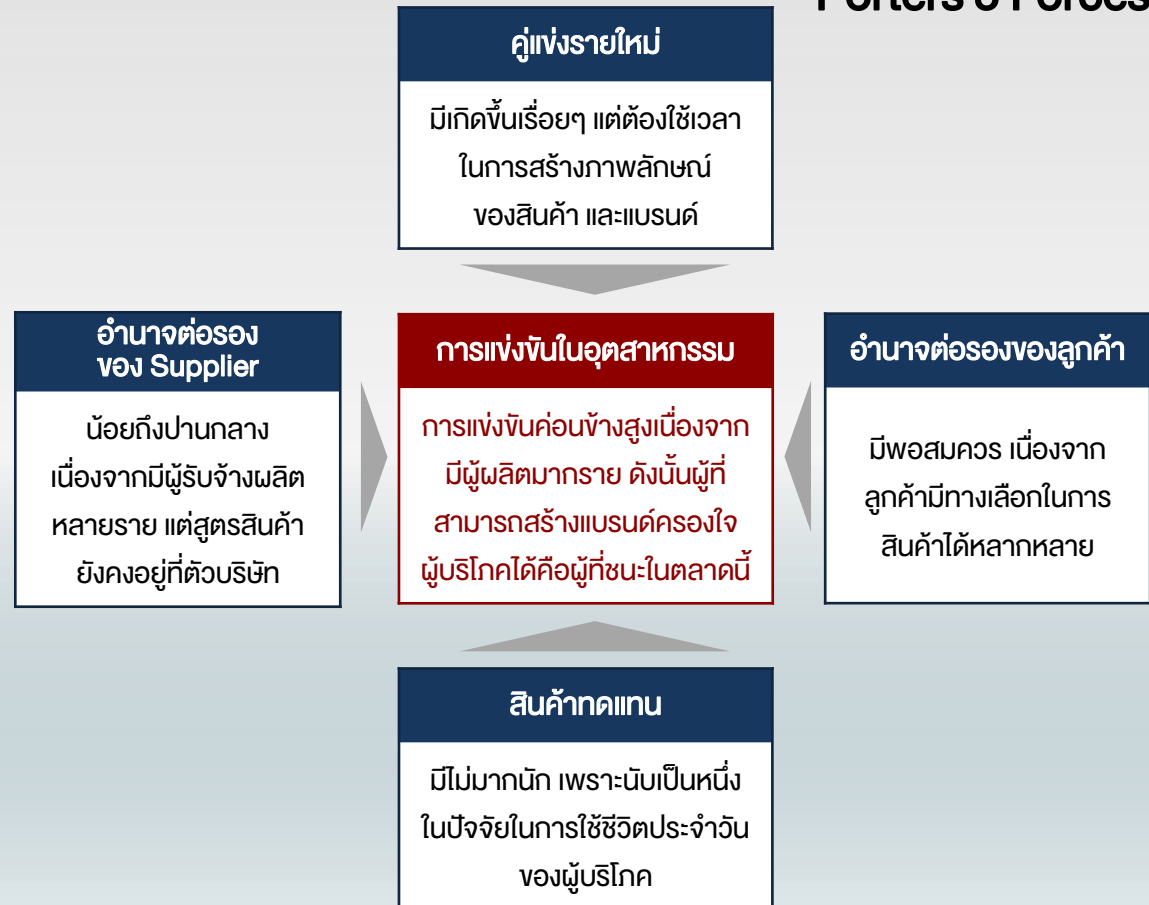 Porters 5 Forces
คู่แข่งรายใหม่
มีเกิดขึ้นเรื่อยๆ แต่ต้องใช้เวลา
ในการสร้างภาพลักษณ์
ของสินค้า และแบรนด์
อำนาจต่อรอง
ของ Supplier
น้อยถึงปานกลาง
เนื่องจากมีผู้รับจ้างผลิต
หลายราย แต่สูตรสินค้า
ยังคงอยู่ที่ตัวบริษัท
การแข่งขันในอุตสาหกรรม
การแข่งขันค่อนข้างสูงเนื่องจาก
มีผู้ผลิตมากราย ดังนั้นผู้ที่
สามารถสร้างแบรนด์ครองใจ
ผู้บริโภคได้คือผู้ที่ชนะในตลาดนี้
อำนาจต่อรองของลูกค้า
มีพอสมควร เนื่องจาก
ลูกค้ามีทางเลือกในการ
สินค้าได้หลากหลาย
สินค้าทดแทน
มีไม่มากนัก เพราะนับเป็นหนึ่ง
ในปัจจัยในการใช้ชีวิตประจำวัน
ของผู้บริโภค